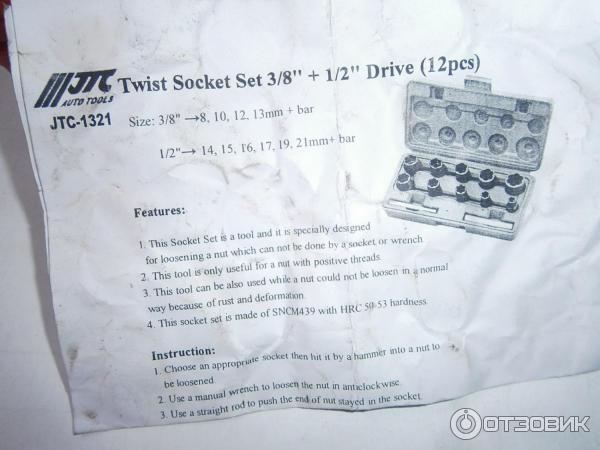 JTC
AUTO TOOLS
Twist Socket Set 3/8" + 1/2" Drive (12pcs)
JTC-1321
Size: 3/8" →8, 10, 12, 13mm + bar
1/2"→ 14, 15, 16, 17, 19, 21mm+ bar
Features:
1. This Socket Set is a tool and it is specially designed
for loosening a nut which can not be done by a socket or wrench.
2. This tool is only useful for a nut with positive threads.
3. This tool can be also used while a nut could not be loosen in a normal
way because of rust and deformation.
4. This socket set is made of SNCM439 with HRC 50-53 hardness.
Instruction:
1. Choose an appropriate socket then hit it by a hammer into a nut to
be loosened.
2. Use a manual wrench to loosen the nut in anticlockwise.
3. Use a straight rod to push the end of nut stayed in the socket.
ОТЗОВИК